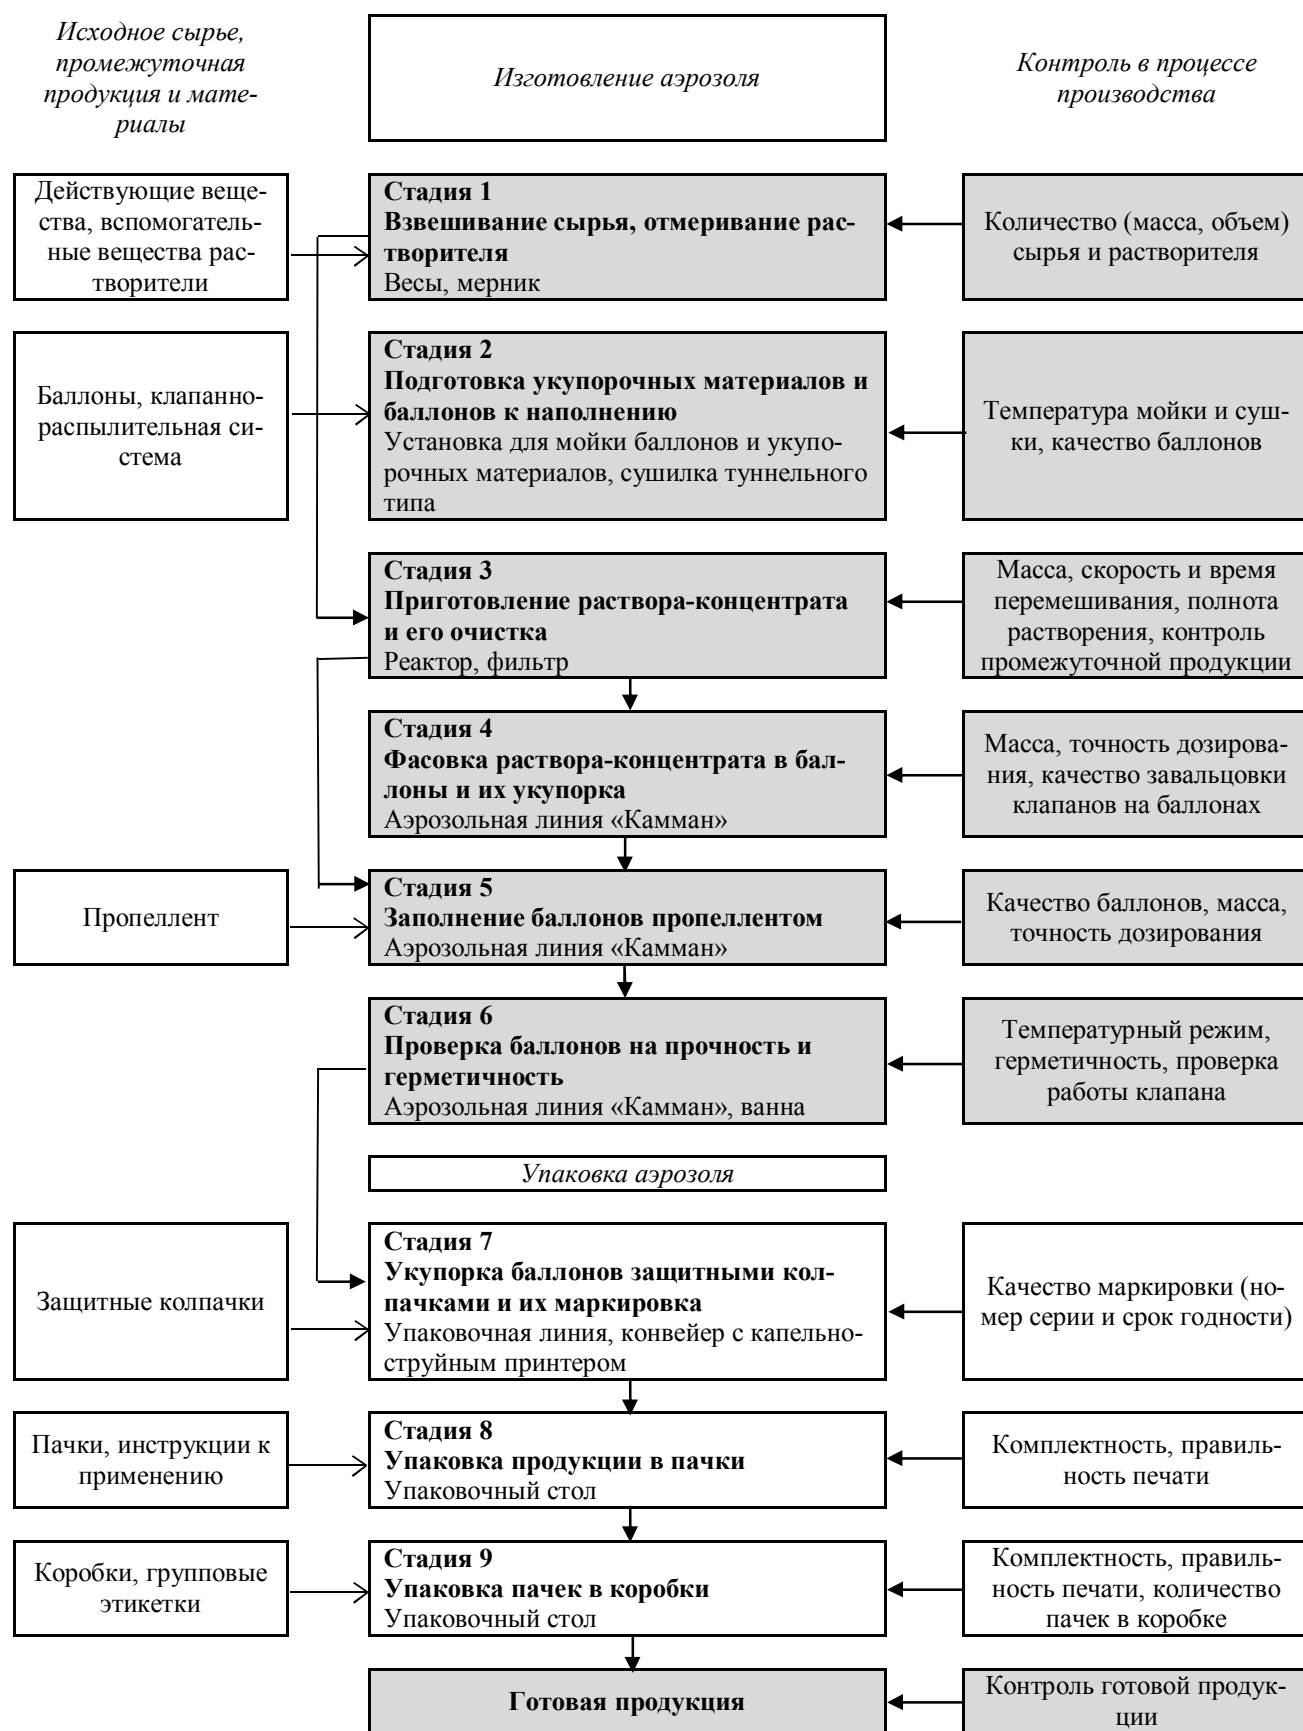 Исходное сырье,
промежуточная
продукция и мате-
риалы
Изготовление аэрозоля
Контроль в процессе
производства
Действующие веще-
ства, вспомогатель-
ные вещества рас-
творители
Стадия 1
Взвешивание сырья, отмеривание рас-
творителя
Весы, мерник
Количество (масса, объем)
сырья и растворителя
Баллоны, клапанно-
распылительная си-
стема
Стадия 2
Подготовка укупорочных материалов и
баллонов к наполнению
Установка для мойки баллонов и укупо-
рочных материалов, сушилка туннельного
типа
Температура мойки и суш-
ки, качество баллонов
Стадия 3
Приготовление раствора-концентрата
и его очистка
Реактор, фильтр
Масса, скорость и время
перемешивания, полнота
растворения, контроль
промежуточной продукции
Стадия 4
Фасовка раствора-концентрата в бал-
лоны и их укупорка
Аэрозольная линия «Камман»
Масса, точность дозирова-
ния, качество завальцовки
клапанов на баллонах
Пропеллент
Стадия 5
Заполнение баллонов пропеллентом
Аэрозольная линия «Камман»
Качество баллонов, масса,
точность дозирования
Стадия 6
Проверка баллонов на прочность и
герметичность
Аэрозольная линия «Камман», ванна
Температурный режим,
герметичность, проверка
работы клапана
Упаковка аэрозоля
Защитные колпачки
Стадия 7
Укупорка баллонов защитными кол-
пачками и их маркировка
Упаковочная линия, конвейер с капельно-
струйным принтером
Качество маркировки (но-
мер серии и срок годности)
Пачки, инструкции к
применению
Стадия 8
Упаковка продукции в пачки
Упаковочный стол
Комплектность, правиль-
ность печати
Коробки, групповые
этикетки
Стадия 9
Упаковка пачек в коробки
Упаковочный стол
Комплектность, правиль-
ность печати, количество
пачек в коробке
Готовая продукция
Контроль готовой продук-
ции